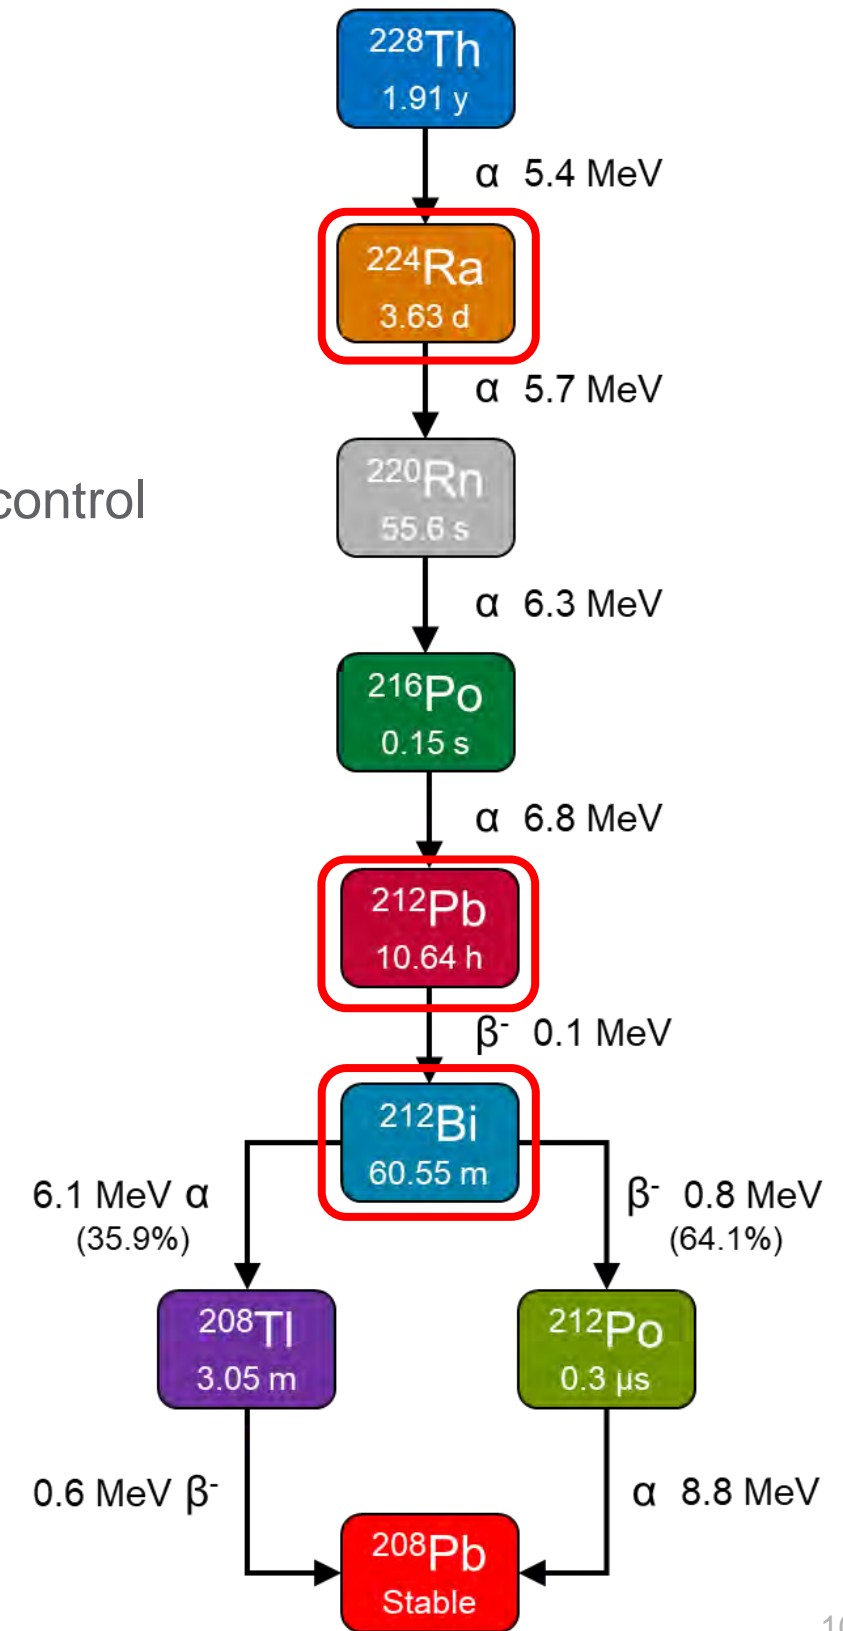 ²²⁸Th
1.91 y
α 5.4 MeV
²²⁴Ra
3.63 d
α 5.7 MeV
²²⁰Rn
55.6 s
control
α 6.3 MeV
²¹⁶Po
0.15 s
α 6.8 MeV
²¹²Pb
10.64 h
β⁻ 0.1 MeV
²¹²Bi
60.55 m
6.1 MeV α
(35.9%)
β⁻ 0.8 MeV
(64.1%)
²⁰⁸Tl
3.05 m
²¹²Po
0.3 µs
0.6 MeV β⁻
α 8.8 MeV
²⁰⁸Pb
Stable